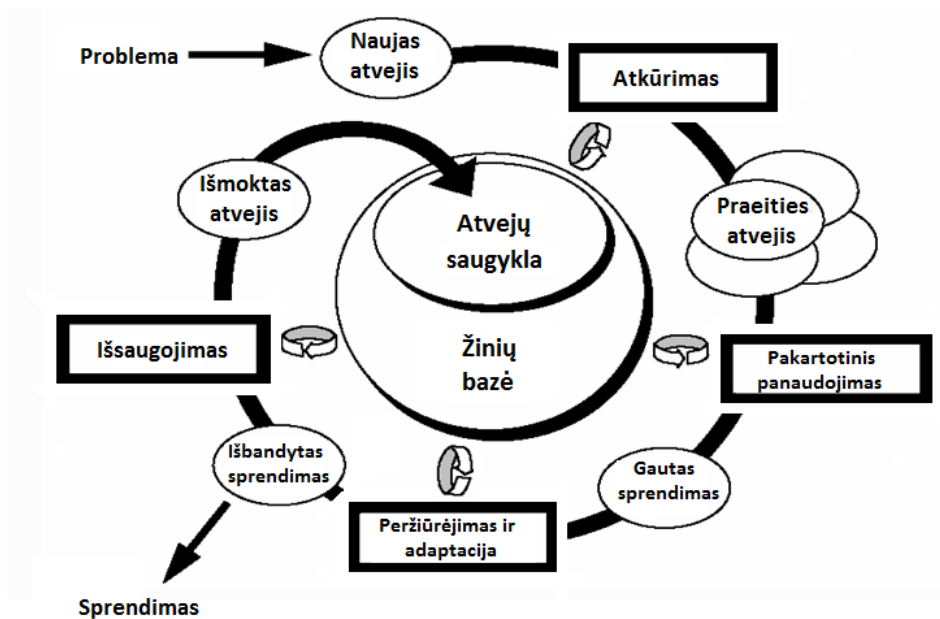 Problema
Naujas
atvejis
Atkūrimas
Išmoktas
atvejis
Praeities
atvejis
Atvejų
saugykla
Išsaugojimas
Žinių
bazė
Pakartotinis
panaudojimas
Išbandytas
sprendimas
Gautas
sprendimas
Peržiūrėjimas ir
adaptacija
Sprendimas